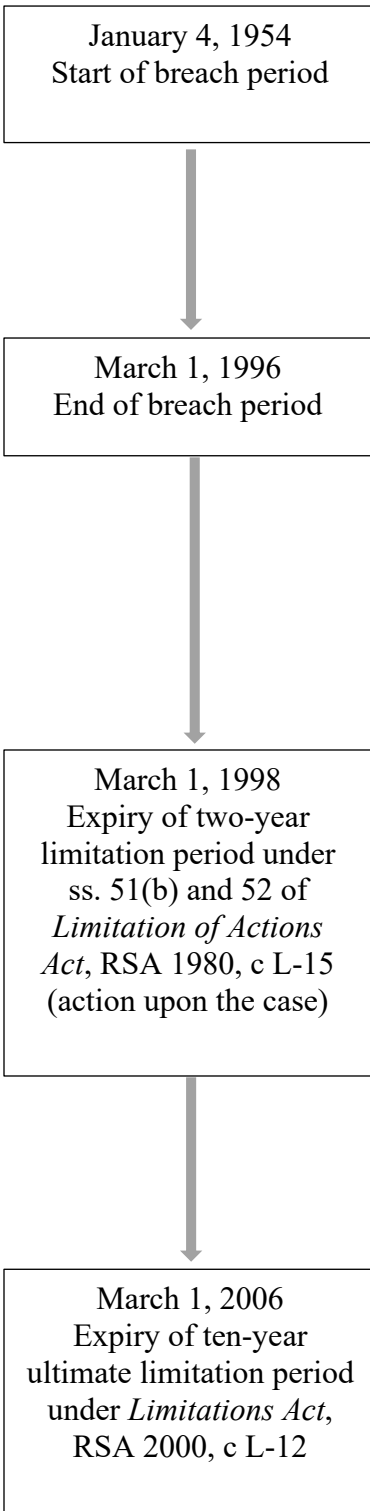 January 4, 1954
Start of breach period
March 1, 1996
End of breach period
March 1, 1998
Expiry of two-year
limitation period under
ss. 51(b) and 52 of
Limitation of Actions
Act, RSA 1980, c L-15
(action upon the case)
March 1, 2006
Expiry of ten-year
ultimate limitation period
under Limitations Act,
RSA 2000, c L-12